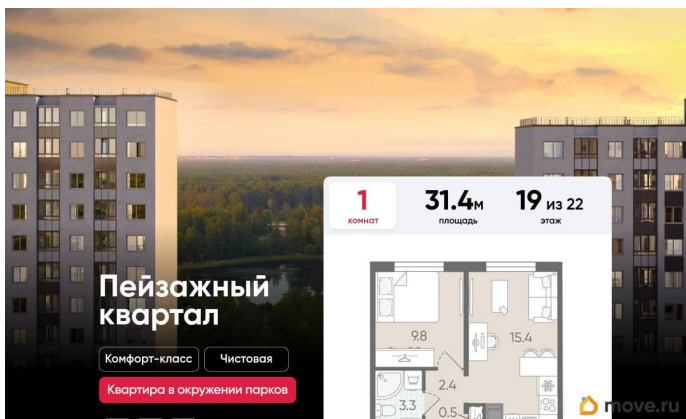 1
комнат
31.4м
площадь
19 из 22
этаж
Пейзажный
квартал
Комфорт-класс
Чистовая
Квартира в окружении парков
9.8
15.4
2.4
3.3
0.5
move.ru